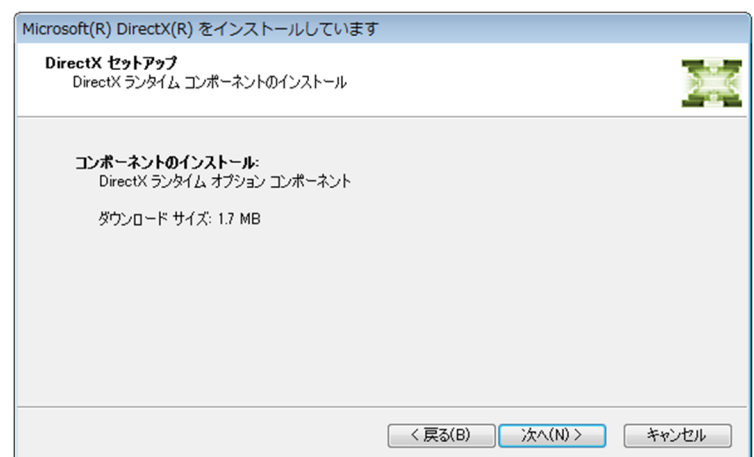 Microsoft(R) DirectX(R) をインストールしています
DirectX セットアップ
DirectX ランタイム コンポーネントのインストール
コンポーネントのインストール:
DirectX ランタイム オプション コンポーネント
ダウンロード サイズ: 1.7 MB
< 戻る(B)
次へ(N) >
キャンセル